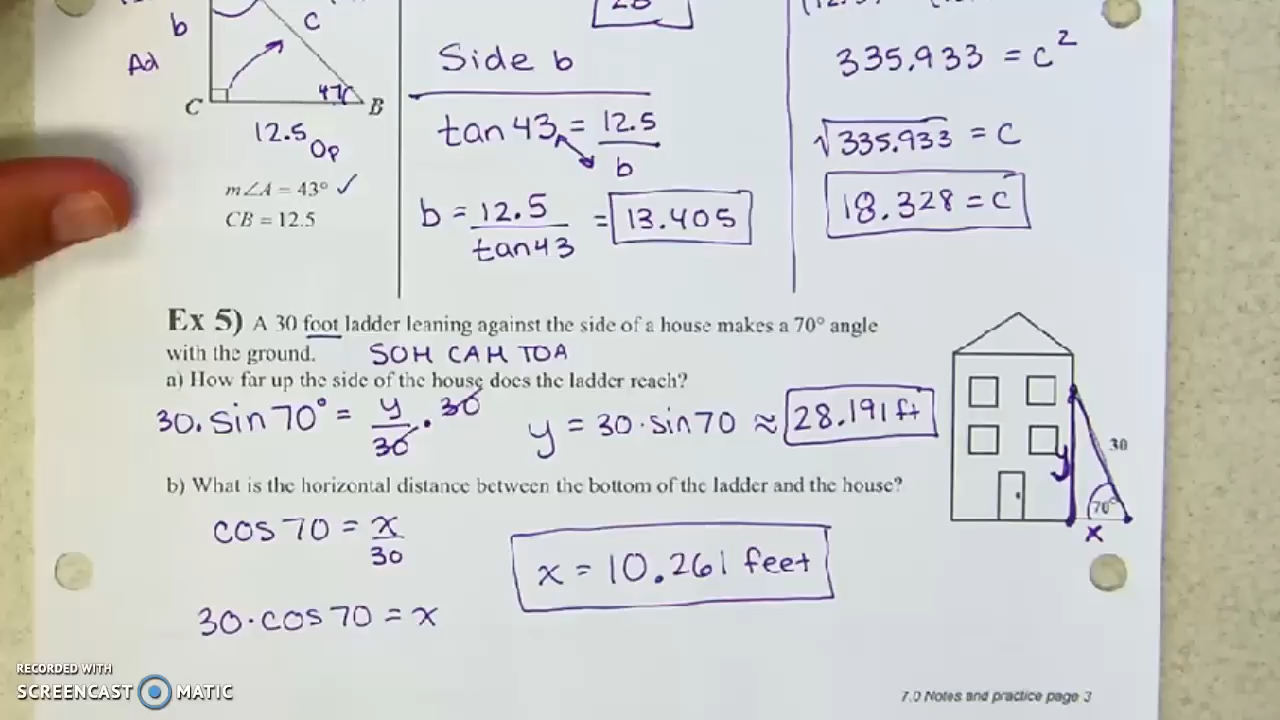 b
c
Ad
C
47
B
12.5
Op
m∠A = 43° ✓
CB = 12.5
28
Side b
tan 43 = 12.5 / b
b = 12.5 / tan 43 = 13.405
335.933 = c²
√335.933 = c
18.328 = c
Ex 5) A 30 foot ladder leaning against the side of a house makes a 70° angle
with the ground. SOH CAH TOA
a) How far up the side of the house does the ladder reach?
30. sin 70° = y / 30 · 30 y = 30 · sin 70 ≈ 28.191 ft
y
30
70°
x
b) What is the horizontal distance between the bottom of the ladder and the house?
cos 70 = x / 30
x = 10.261 feet
30 · cos 70 = x
RECORDED WITH
SCREENCAST MATIC
7.0 Notes and practice page 3